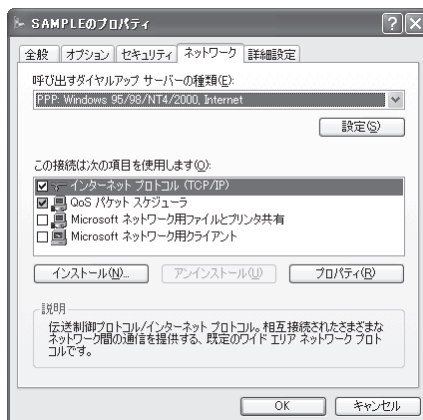 SAMPLEのプロパティ
全般 オプション セキュリティ ネットワーク 詳細設定
呼び出すダイヤルアップ サーバーの種類(E):
PPP: Windows 95/98/NT4/2000, Internet
設定(S)
この接続は次の項目を使用します(O):
インターネット プロトコル (TCP/IP)
QoS パケット スケジューラ
Microsoft ネットワーク用ファイルとプリンタ共有
Microsoft ネットワーク用クライアント
インストール(N)... アンインストール(U) プロパティ(R)
説明
伝送制御プロトコル/インターネット プロトコル。相互接続されたさまざまな
ネットワーク間の通信を提供する、既定のワイド エリア ネットワーク プロト
コルです。
OK キャンセル